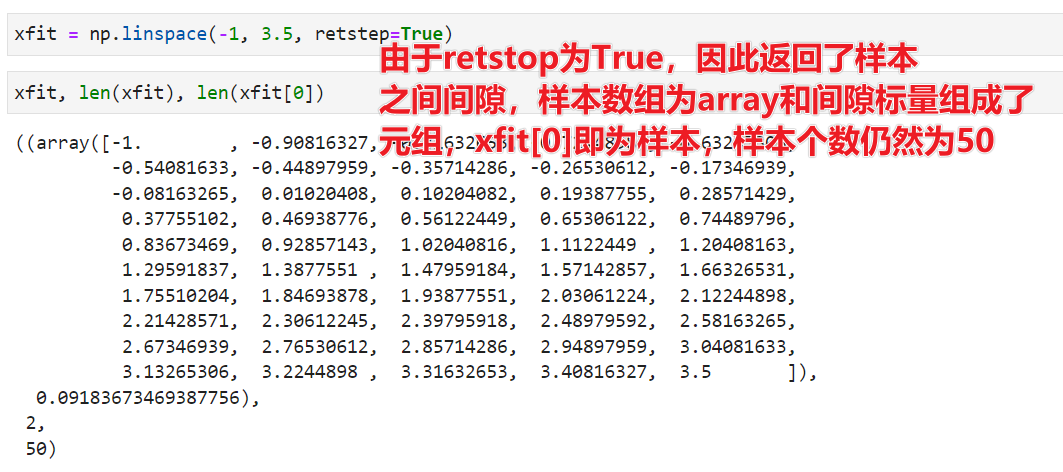 xfit = np.linspace(-1, 3.5, retstep=True)
由于retstop为True，因此返回了样本
xfit, len(xfit), len(xfit[0])
之间间隙，样本数组为array和间隙标量组成了
元组，xfit[0]即为样本，样本个数仍然为50
((array([-1. , -0.90816327,
-0.54081633, -0.44897959, -0.35714286, -0.26530612, -0.17346939,
-0.08163265, 0.01020408, 0.10204082, 0.19387755, 0.28571429,
0.37755102, 0.46938776, 0.56122449, 0.65306122, 0.74489796,
0.83673469, 0.92857143, 1.02040816, 1.1122449 , 1.20408163,
1.29591837, 1.3877551 , 1.47959184, 1.57142857, 1.66326531,
1.75510204, 1.84693878, 1.93877551, 2.03061224, 2.12244898,
2.21428571, 2.30612245, 2.39795918, 2.48979592, 2.58163265,
2.67346939, 2.76530612, 2.85714286, 2.94897959, 3.04081633,
3.13265306, 3.2244898 , 3.31632653, 3.40816327, 3.5 ]),
0.09183673469387756),
2,
50)